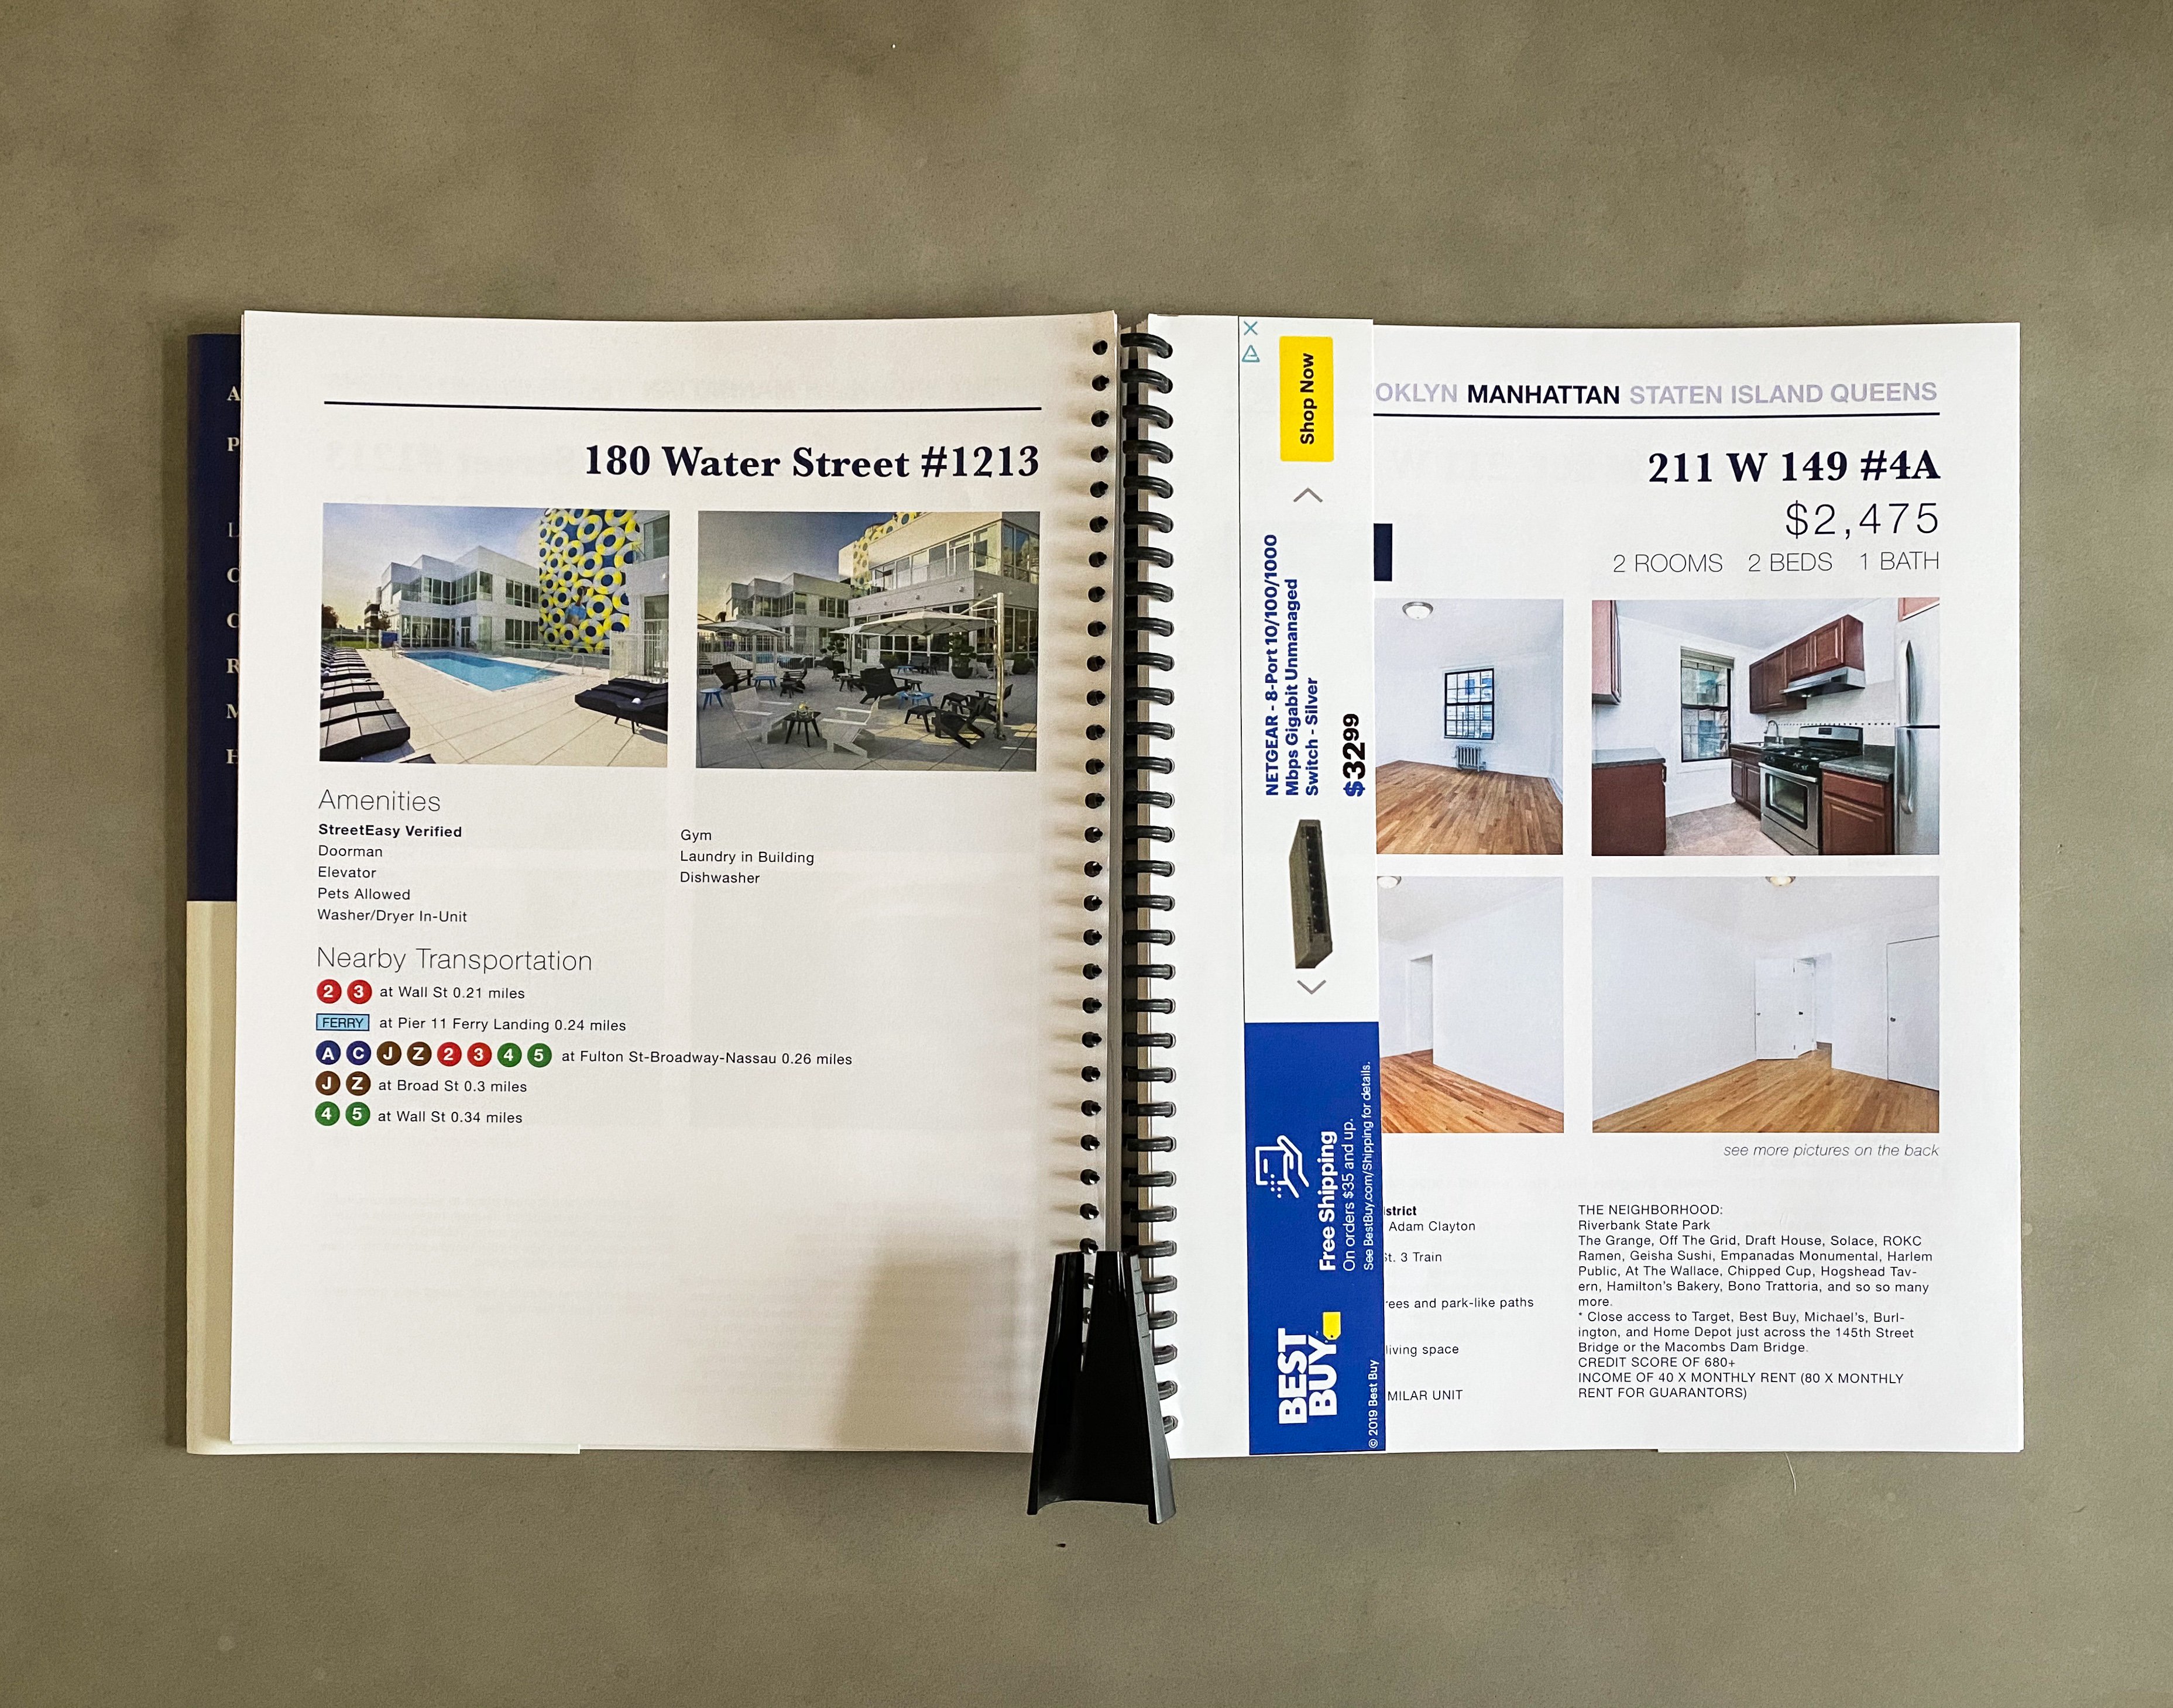 A
P
L
C
C
R
M
H
180 Water Street #1213
Amenities
StreetEasy Verified
Doorman
Elevator
Pets Allowed
Washer/Dryer In-Unit
Gym
Laundry in Building
Dishwasher
Nearby Transportation
2 3 at Wall St 0.21 miles
FERRY at Pier 11 Ferry Landing 0.24 miles
A C J Z 2 3 4 5 at Fulton St-Broadway-Nassau 0.26 miles
J Z at Broad St 0.3 miles
4 5 at Wall St 0.34 miles
Shop Now
NETGEAR - 8-Port 10/100/1000
Mbps Gigabit Unmanaged
Switch - Silver
$32.99
Free Shipping
On orders $35 and up.
See BestBuy.com/Shipping for details.
BEST
BUY
© 2019 Best Buy
OKLYN MANHATTAN STATEN ISLAND QUEENS
211 W 149 #4A
$2,475
2 ROOMS 2 BEDS 1 BATH
see more pictures on the back
istrict
Adam Clayton
St. 3 Train
rees and park-like paths
living space
MILAR UNIT
THE NEIGHBORHOOD:
Riverbank State Park
The Grange, Off The Grid, Draft House, Solace, ROKC
Ramen, Geisha Sushi, Empanadas Monumental, Harlem
Public, At The Wallace, Chipped Cup, Hogshead Tav-
ern, Hamilton's Bakery, Bono Trattoria, and so so many
more.
* Close access to Target, Best Buy, Michael's, Burl-
ington, and Home Depot just across the 145th Street
Bridge or the Macombs Dam Bridge.
CREDIT SCORE OF 680+
INCOME OF 40 X MONTHLY RENT (80 X MONTHLY
RENT FOR GUARANTORS)